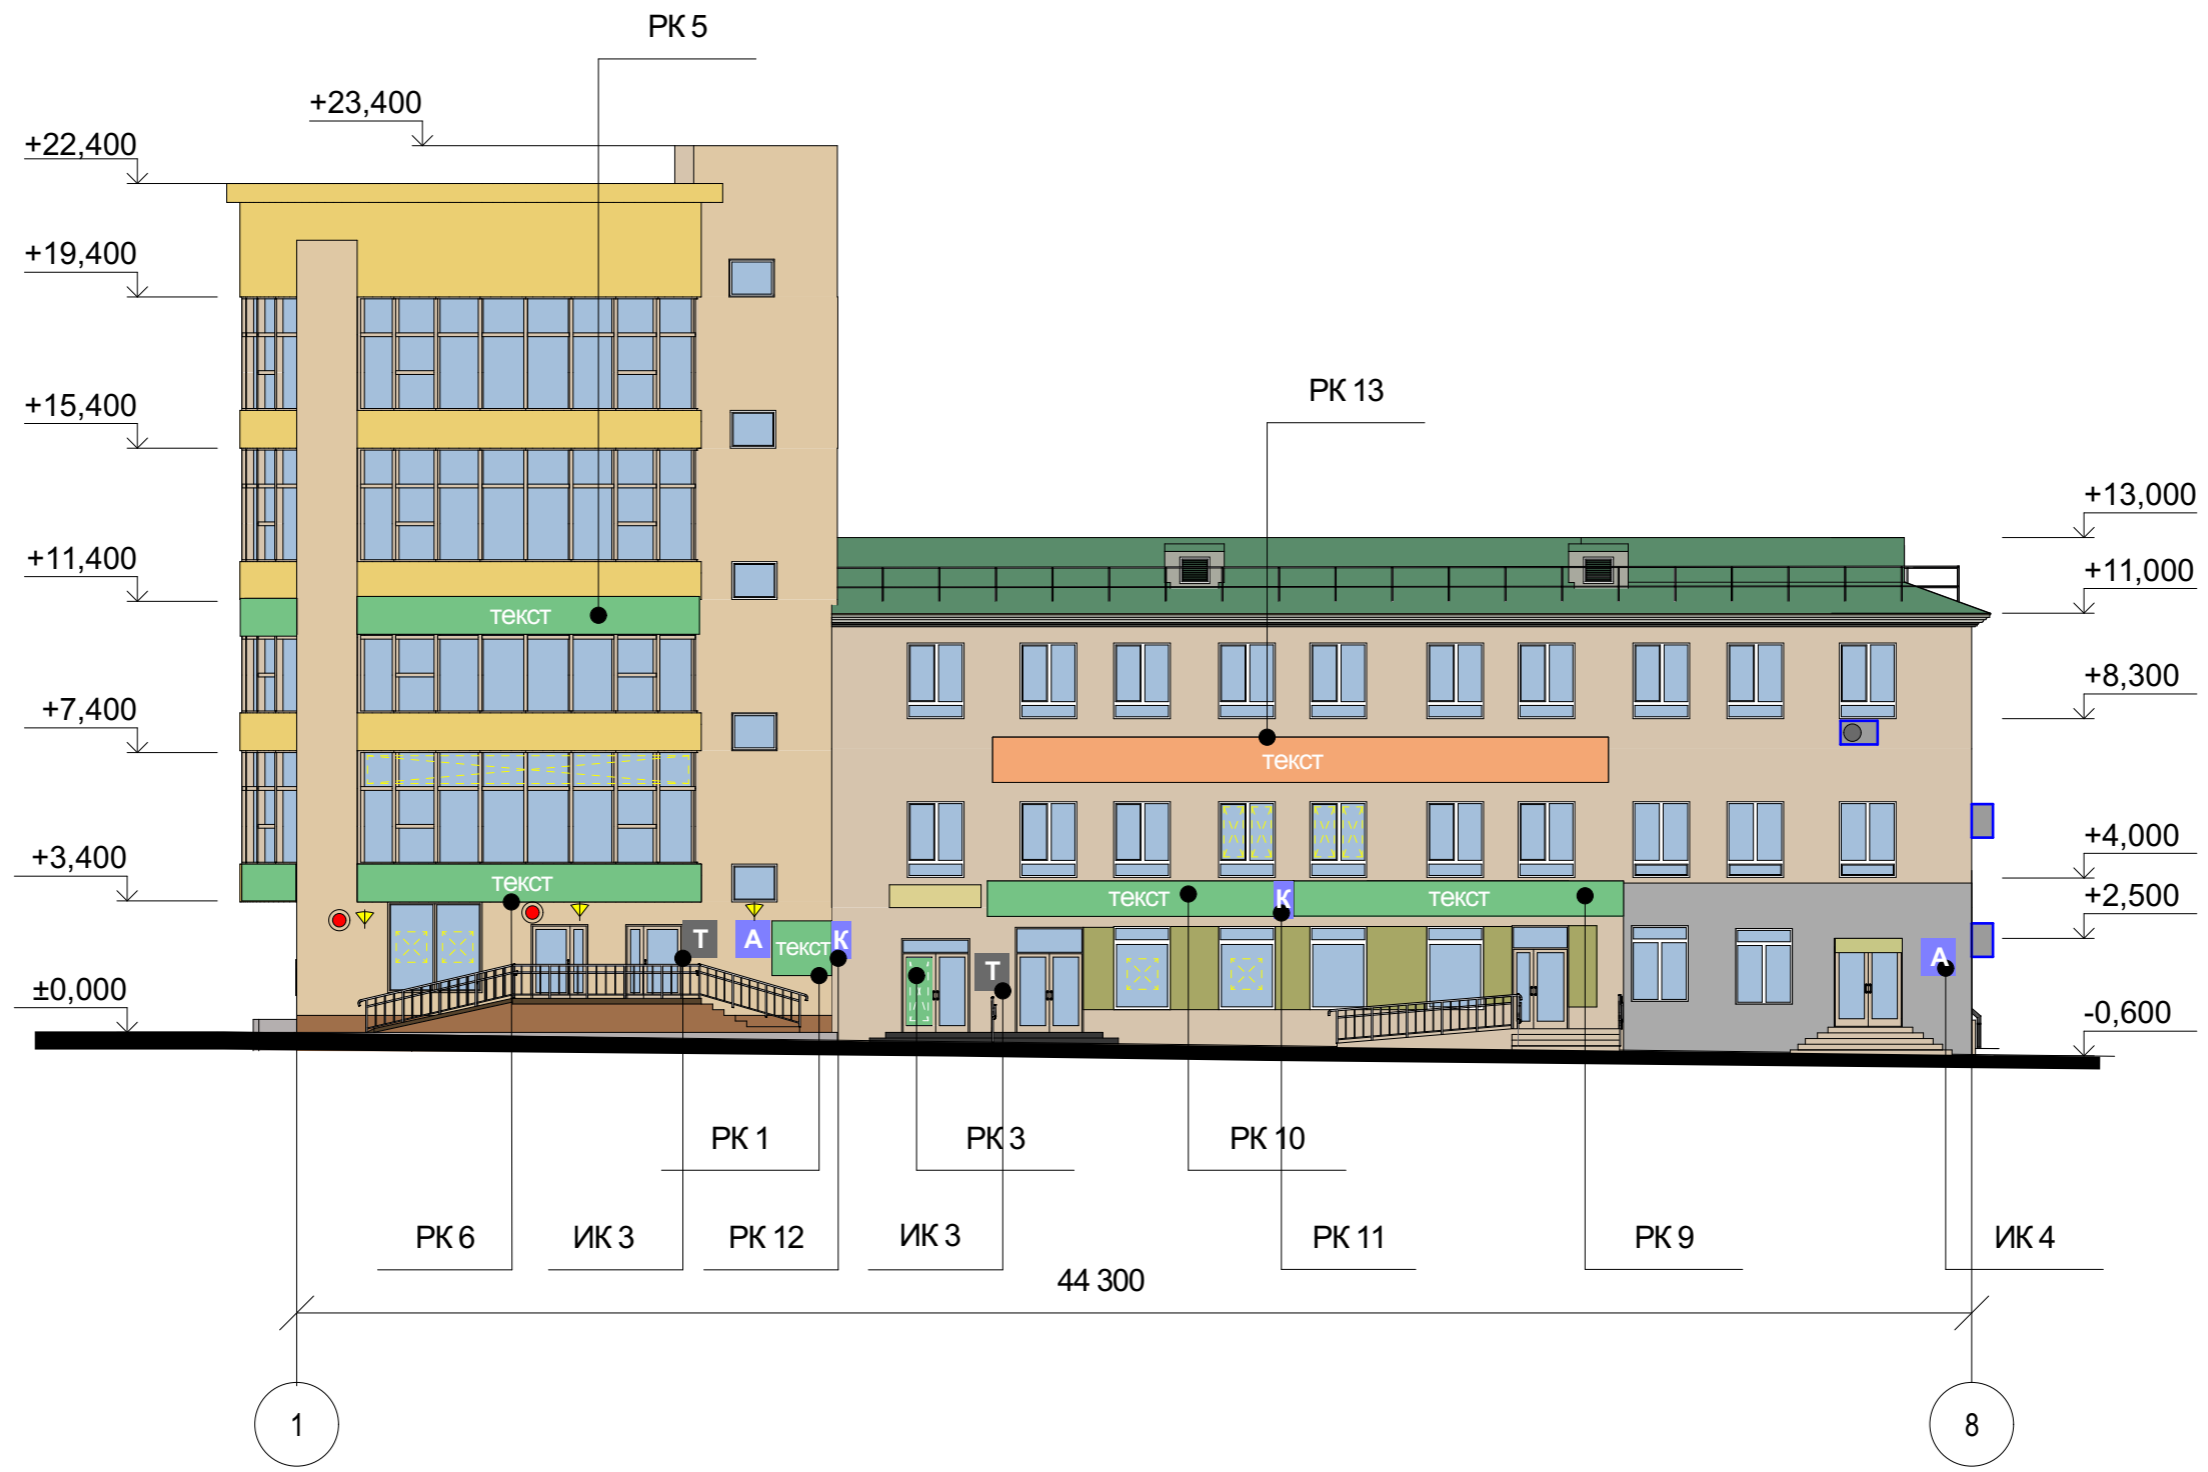 РК 5
+23,400
+22,400
+19,400
+15,400
РК 13
+13,000
+11,400
+11,000
текст
+8,300
+7,400
текст
+4,000
+3,400
текст
К
текст
текст
+2,500
Т
А
текст
К
Т
А
±0,000
-0,600
РК 1
РК 3
РК 10
РК 6
ИК 3
РК 12
ИК 3
РК 11
РК 9
ИК 4
44 300
1
8